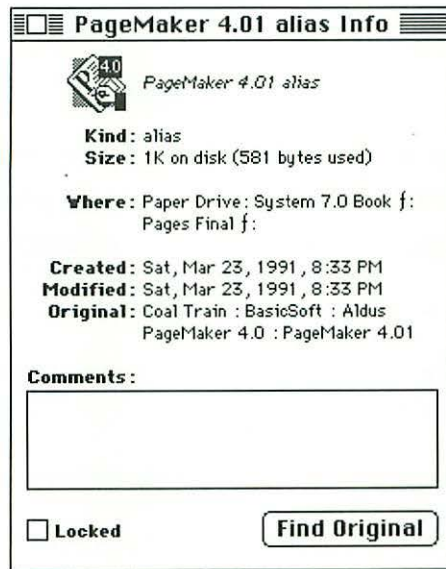 PageMaker 4.01 alias Info
4.0
PageMaker 4.01 alias
Kind: alias
Size: 1K on disk (581 bytes used)
Where: Paper Drive: System 7.0 Book ƒ:
Pages Final ƒ:
Created: Sat, Mar 23, 1991, 8:33 PM
Modified: Sat, Mar 23, 1991, 8:33 PM
Original: Coal Train : BasicSoft : Aldus
PageMaker 4.0 : PageMaker 4.01
Comments:
Locked
Find Original